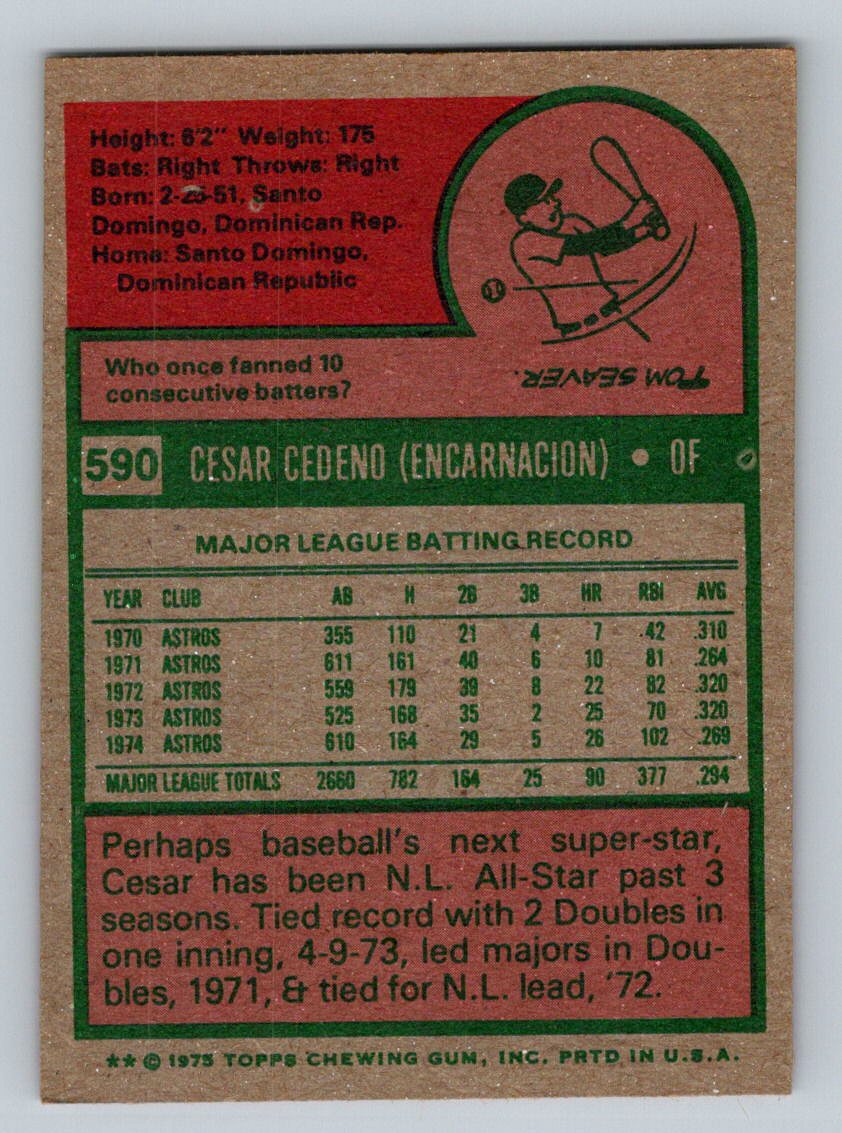 Height: 6'2" Weight: 175
Bats: Right Throws: Right
Born: 2-25-51, Santo
Domingo, Dominican Rep.
Home: Santo Domingo,
Dominican Republic
Who once fanned 10
consecutive batters?
TOM SEAVER.
590 CESAR CEDENO (ENCARNACION) • OF
MAJOR LEAGUE BATTING RECORD
YEAR CLUB AB H 2B 3B HR RBI AVG
1970 ASTROS 355 110 21 4 7 42 .310
1971 ASTROS 611 161 40 6 10 81 .264
1972 ASTROS 559 179 39 8 22 82 .320
1973 ASTROS 525 168 35 2 25 70 .320
1974 ASTROS 610 164 29 5 26 102 .269
MAJOR LEAGUE TOTALS 2660 782 164 25 90 377 .294
Perhaps baseball's next super-star,
Cesar has been N.L. All-Star past 3
seasons. Tied record with 2 Doubles in
one inning, 4-9-73, led majors in Dou-
bles, 1971, & tied for N.L. lead, '72.
** © 1975 TOPPS CHEWING GUM, INC. PRTD IN U.S.A.